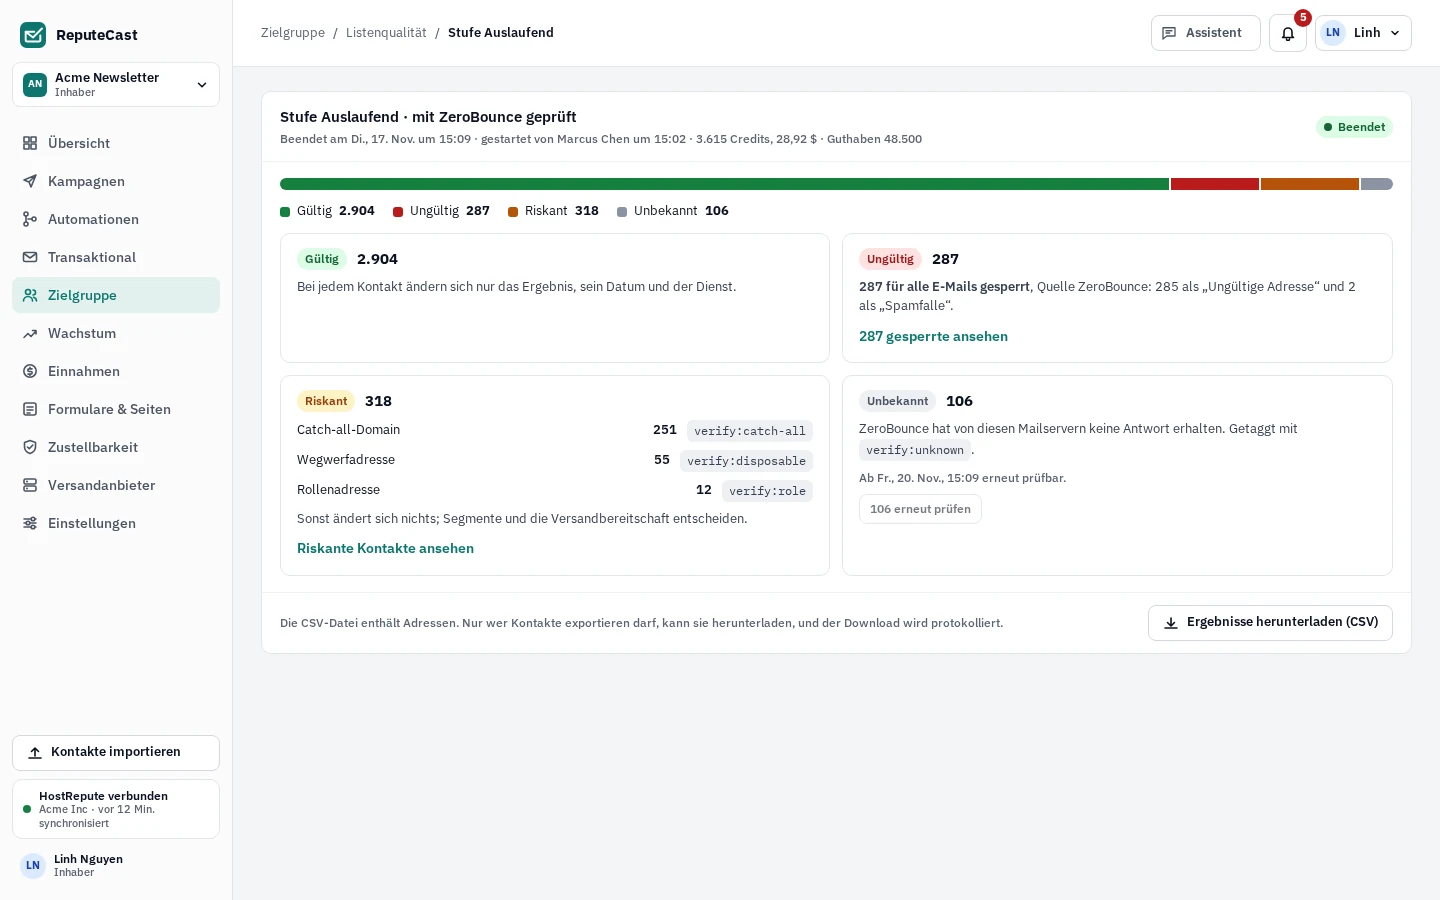 ReputeCast
AN
Acme Newsletter
Inhaber
Übersicht
Kampagnen
Automationen
Transaktional
Zielgruppe
Wachstum
Einnahmen
Formulare & Seiten
Zustellbarkeit
Versandanbieter
Einstellungen
Kontakte importieren
HostRepute verbunden
Acme Inc · vor 12 Min.
synchronisiert
LN
Linh Nguyen
Inhaber
Zielgruppe / Listenqualität / Stufe Auslaufend
Assistent
5
LN Linh
Stufe Auslaufend · mit ZeroBounce geprüft
Beendet am Di., 17. Nov. um 15:09 · gestartet von Marcus Chen um 15:02 · 3.615 Credits, 28,92 $ · Guthaben 48.500
Beendet
Gültig 2.904 Ungültig 287 Riskant 318 Unbekannt 106
Gültig 2.904
Bei jedem Kontakt ändern sich nur das Ergebnis, sein Datum und der Dienst.
Ungültig 287
287 für alle E-Mails gesperrt, Quelle ZeroBounce: 285 als „Ungültige Adresse“ und 2
als „Spamfalle“.
287 gesperrte ansehen
Riskant 318
Catch-all-Domain 251 verify:catch-all
Wegwerfadresse 55 verify:disposable
Rollenadresse 12 verify:role
Sonst ändert sich nichts; Segmente und die Versandbereitschaft entscheiden.
Riskante Kontakte ansehen
Unbekannt 106
ZeroBounce hat von diesen Mailservern keine Antwort erhalten. Getaggt mit
verify:unknown .
Ab Fr., 20. Nov., 15:09 erneut prüfbar.
106 erneut prüfen
Die CSV-Datei enthält Adressen. Nur wer Kontakte exportieren darf, kann sie herunterladen, und der Download wird protokolliert.
Ergebnisse herunterladen (CSV)